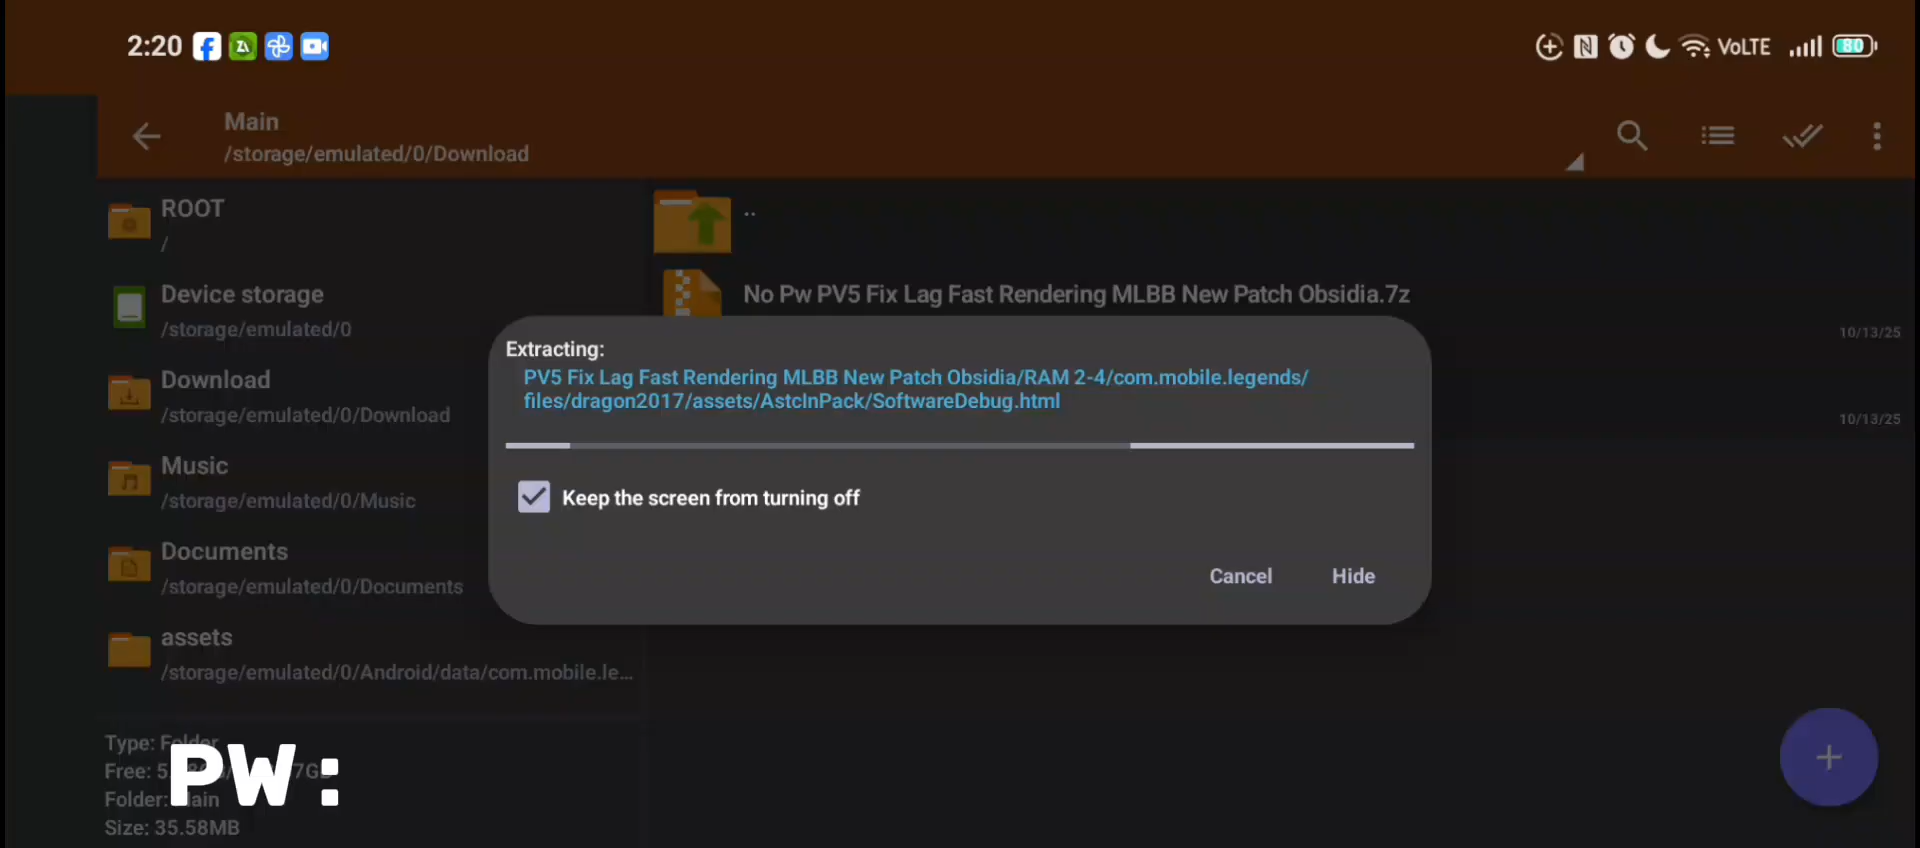 2:20
VoLTE
80
Main
/storage/emulated/0/Download
ROOT
/
Device storage
/storage/emulated/0
Download
/storage/emulated/0/Download
Music
/storage/emulated/0/Music
Documents
/storage/emulated/0/Documents
assets
/storage/emulated/0/Android/data/com.mobile.le...
Type: Folder
Free: 5.
Folder:
Size: 35.58MB
PW:
..
No Pw PV5 Fix Lag Fast Rendering MLBB New Patch Obsidia.7z
10/13/25
10/13/25
Extracting:
PV5 Fix Lag Fast Rendering MLBB New Patch Obsidia/RAM 2-4/com.mobile.legends/
files/dragon2017/assets/AstcInPack/SoftwareDebug.html
Keep the screen from turning off
Cancel
Hide